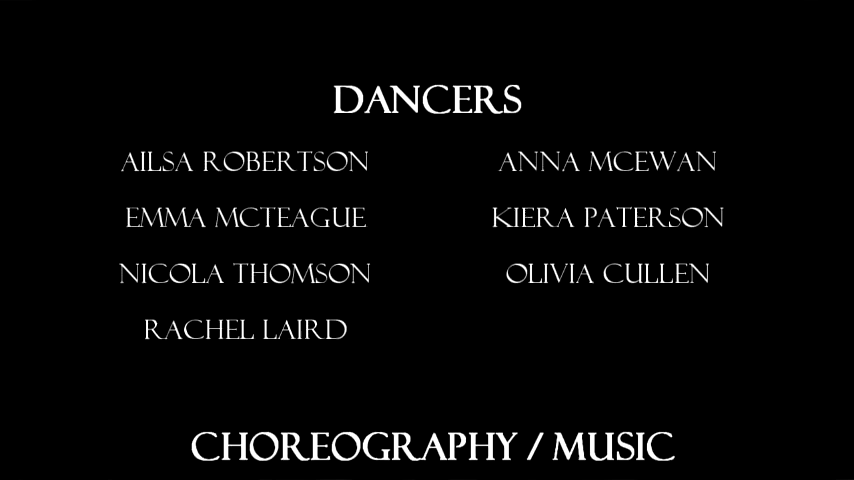 DANCERS
AILSA ROBERTSON ANNA MCEWAN
EMMA MCTEAGUE KIERA PATERSON
NICOLA THOMSON OLIVIA CULLEN
RACHEL LAIRD
CHOREOGRAPHY / MUSIC